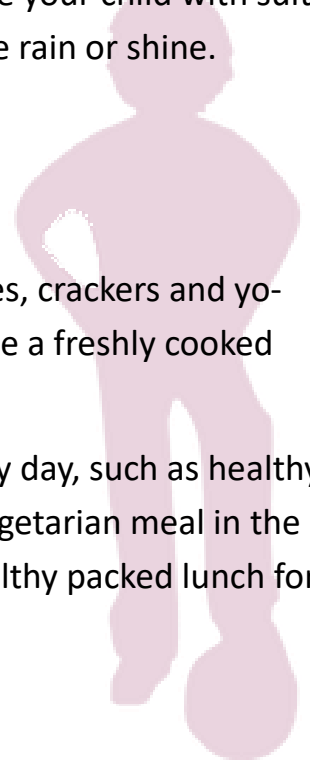 e your child with
e rain or shine.
es, crackers and yo-
e a freshly cooked
y day, such as healthy
getarian meal in the
lthy packed lunch for